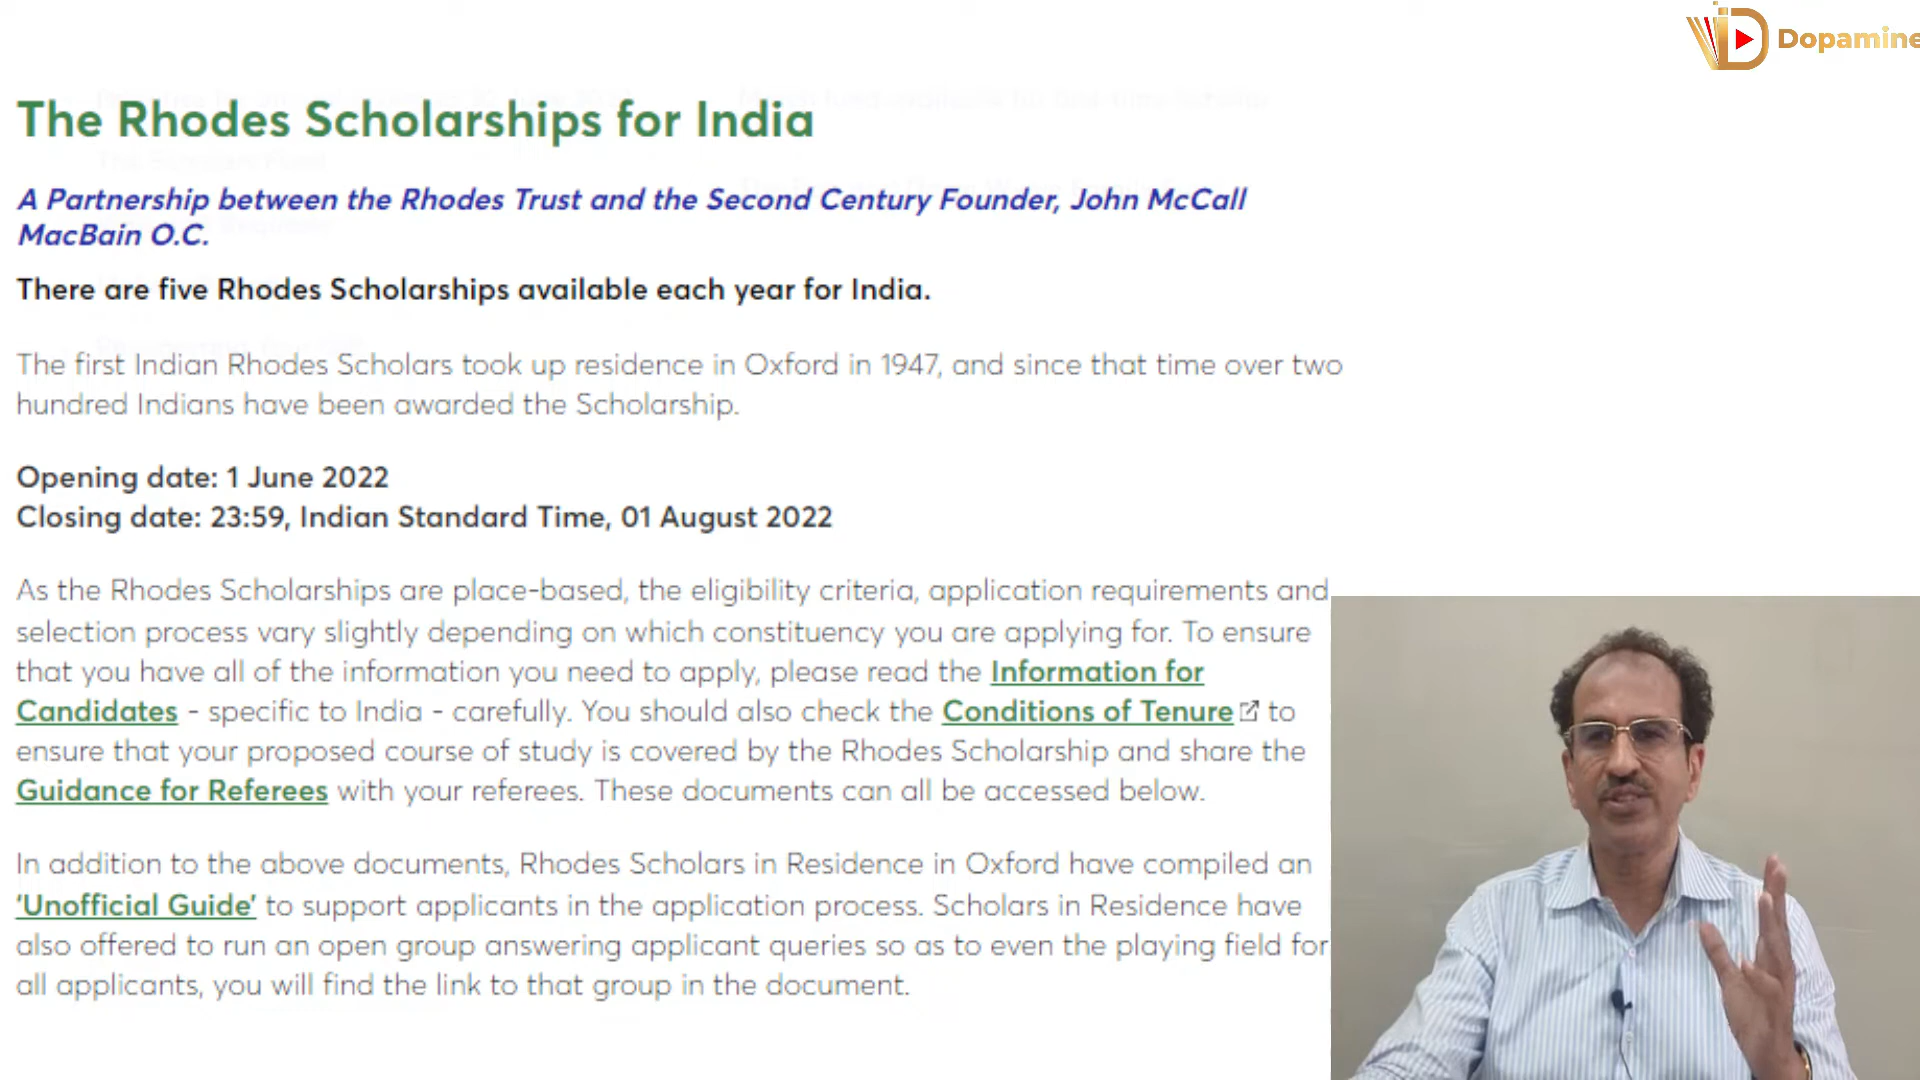 Dopamine
The Rhodes Scholarships for India
A Partnership between the Rhodes Trust and the Second Century Founder, John McCall
MacBain O.C.
There are five Rhodes Scholarships available each year for India.
The first Indian Rhodes Scholars took up residence in Oxford in 1947, and since that time over two
hundred Indians have been awarded the Scholarship.
Opening date: 1 June 2022
Closing date: 23:59, Indian Standard Time, 01 August 2022
As the Rhodes Scholarships are place-based, the eligibility criteria, application requirements and
selection process vary slightly depending on which constituency you are applying for. To ensure
that you have all of the information you need to apply, please read the Information for
Candidates - specific to India - carefully. You should also check the Conditions of Tenure to
ensure that your proposed course of study is covered by the Rhodes Scholarship and share the
Guidance for Referees with your referees. These documents can all be accessed below.
In addition to the above documents, Rhodes Scholars in Residence in Oxford have compiled an
‘Unofficial Guide’ to support applicants in the application process. Scholars in Residence have
also offered to run an open group answering applicant queries so as to even the playing field for
all applicants, you will find the link to that group in the document.